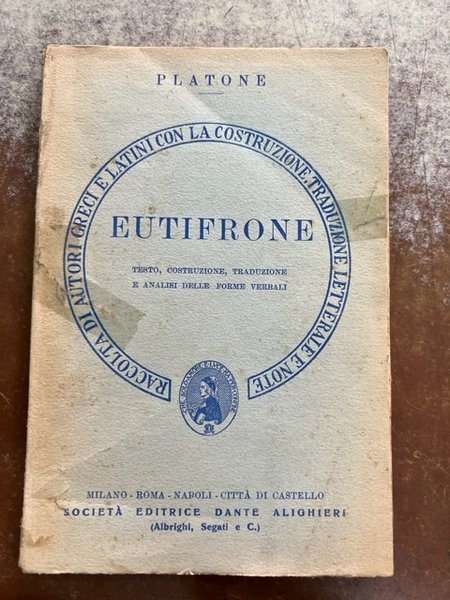 PLATONE
RACCOLTA DI AUTORI GRECI E LATINI CON LA COSTRUZIONE, TRADUZIONE LETTERALE E NOTE
EUTIFRONE
TESTO, COSTRUZIONE, TRADUZIONE
E ANALISI DELLE FORME VERBALI
MILANO - ROMA - NAPOLI - CITTÀ DI CASTELLO
SOCIETÀ EDITRICE DANTE ALIGHIERI
(Albrighi, Segati e C.)